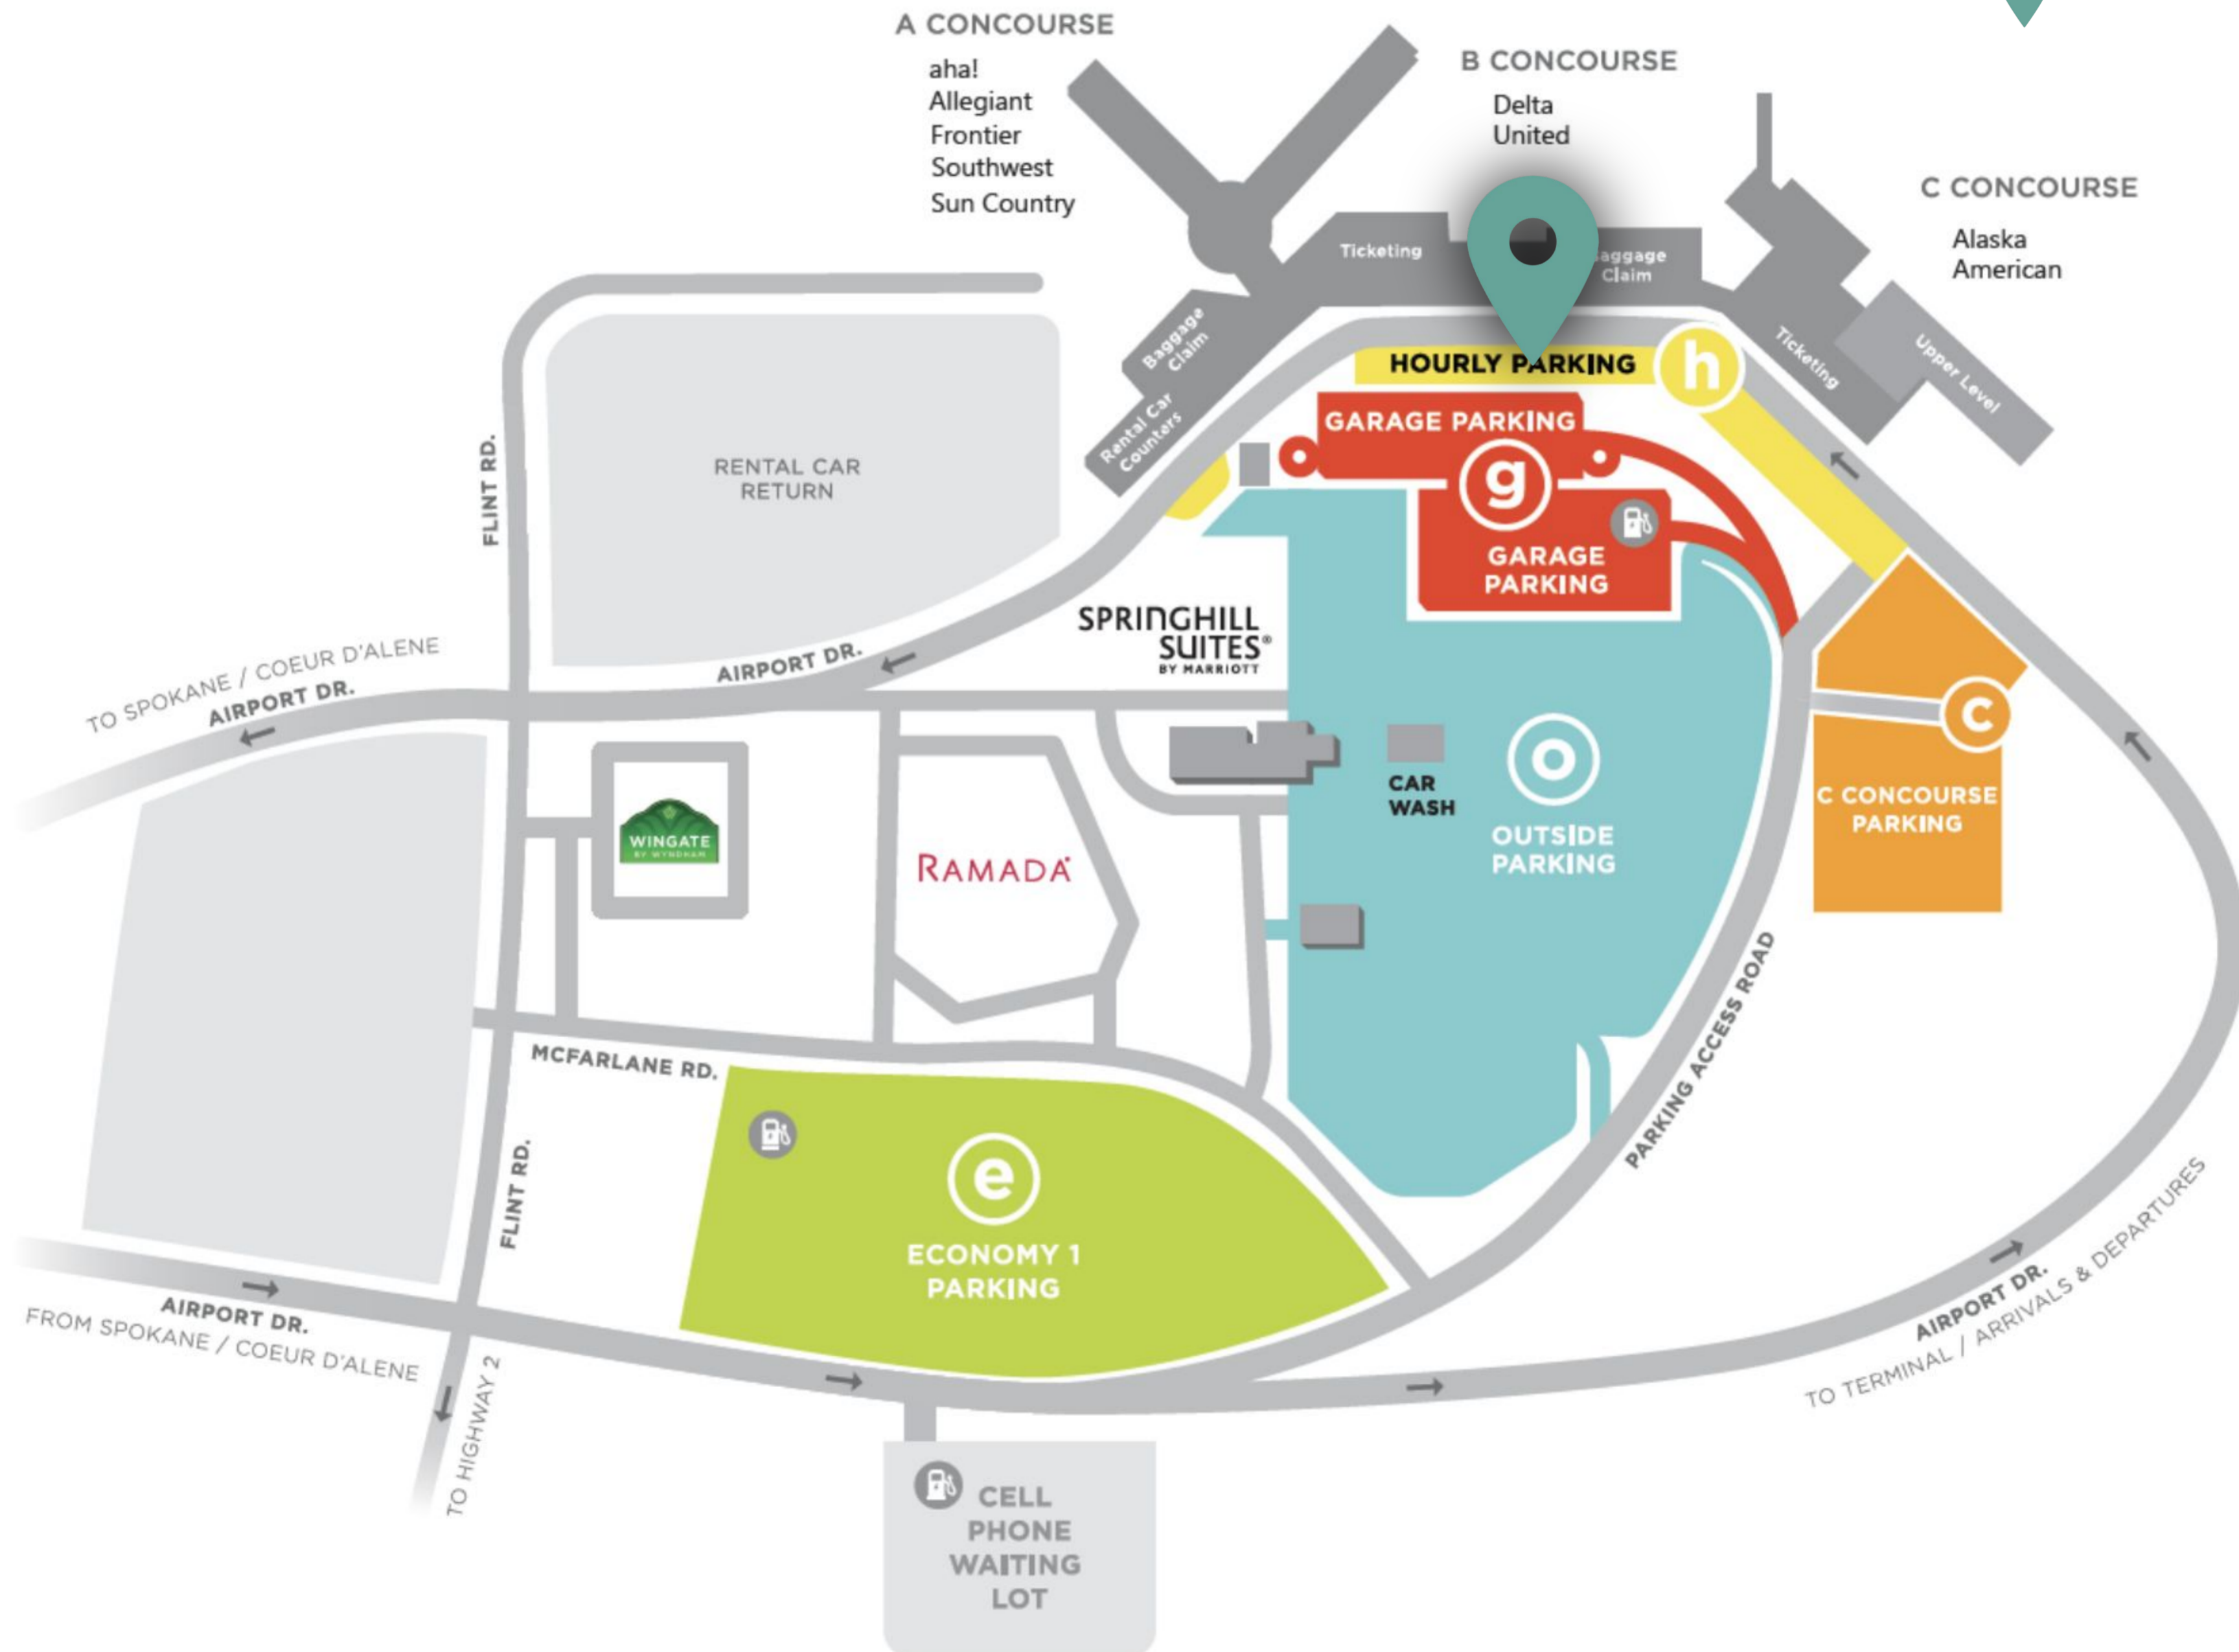 A CONCOURSE
aha!
Allegiant
Frontier
Southwest
Sun Country
B CONCOURSE
Delta
United
C CONCOURSE
Alaska
American
Ticketing
aggage
Claim
Baggage
Claim
Rental Car
Counters
Ticketing
Upper Level
HOURLY PARKING
h
GARAGE PARKING
g
GARAGE
PARKING
FLINT RD.
RENTAL CAR
RETURN
SPRINGHILL
SUITES®
BY MARRIOTT
TO SPOKANE / COEUR D'ALENE
AIRPORT DR.
AIRPORT DR.
c
C CONCOURSE
PARKING
CAR
WASH
o
OUTSIDE
PARKING
WINGATE
BY WYNDHAM
RAMADA
MCFARLANE RD.
PARKING ACCESS ROAD
FLINT RD.
e
ECONOMY 1
PARKING
AIRPORT DR.
FROM SPOKANE / COEUR D'ALENE
TO HIGHWAY 2
AIRPORT DR.
TO TERMINAL / ARRIVALS & DEPARTURES
CELL
PHONE
WAITING
LOT